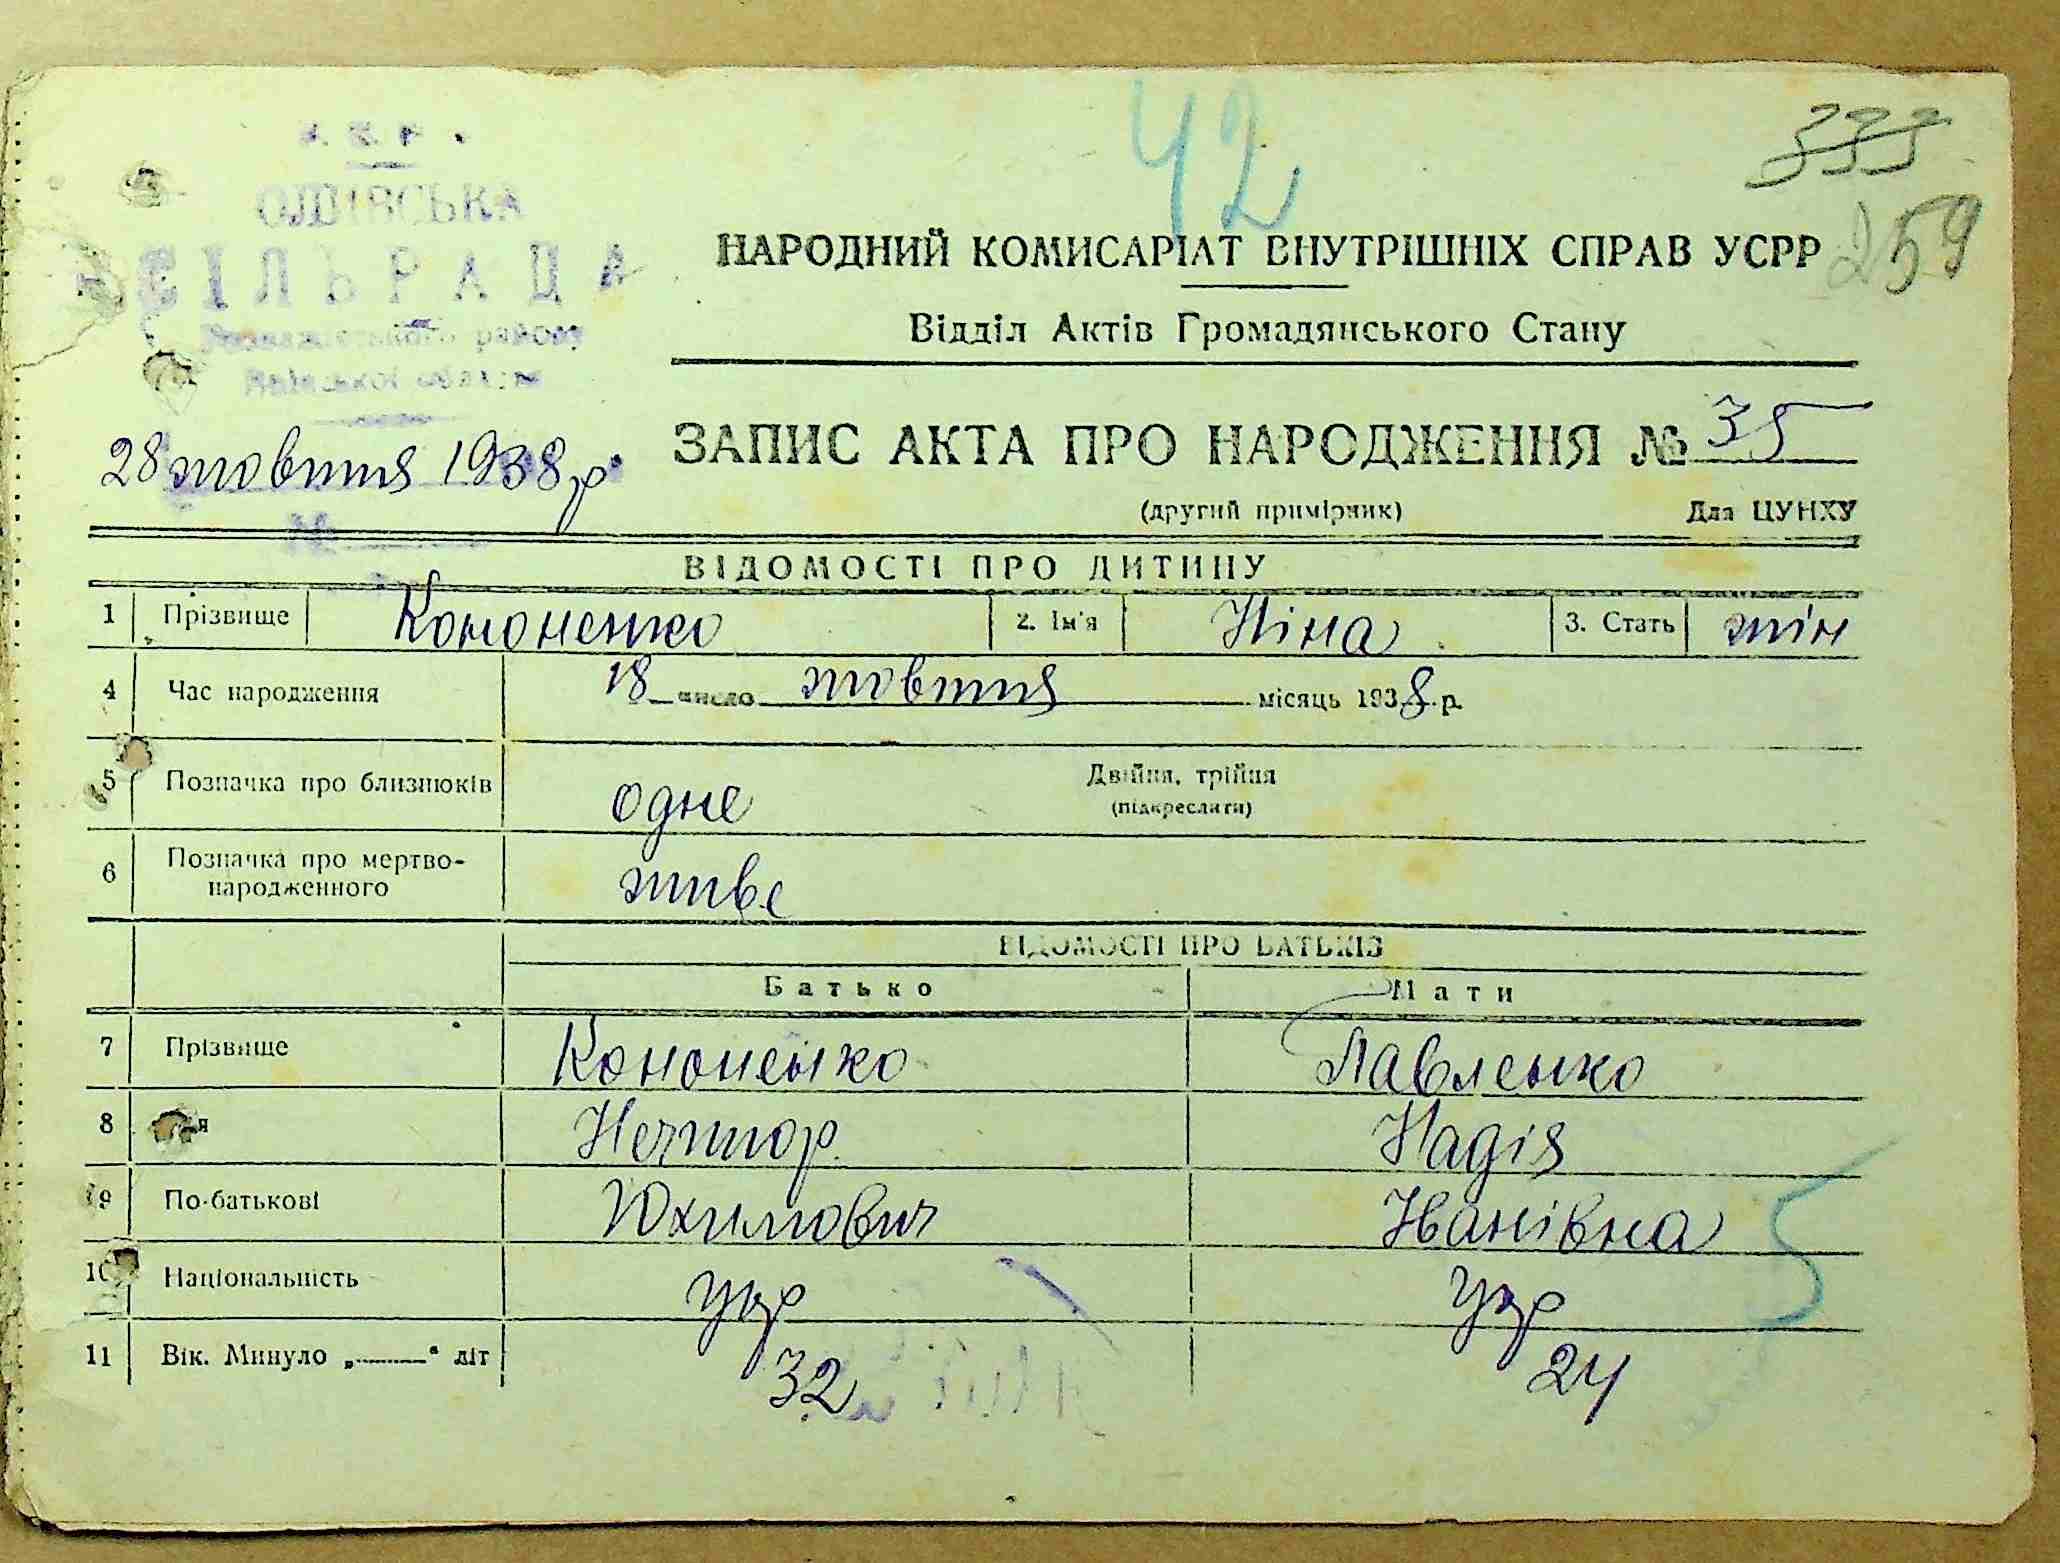 42
333
259
ОЛШІВСЬКА
СІЛЬРАДА
району
НАРОДНИЙ КОМИСАРІАТ ВНУТРІШНІХ СПРАВ УСРР
Відділ Актів Громадянського Стану
28 жовтня 1938 р.
ЗАПИС АКТА ПРО НАРОДЖЕННЯ № 35
(другий примірник) Для ЦУНХУ
№
ВІДОМОСТІ ПРО ДИТИНУ
1 Прізвище Кононенко 2. Ім'я Ніна 3. Стать жін
4 Час народження 18 число жовтня місяць 1938 р.
5 Позначка про близнюків одне Двійня, трійня
(підкреслити)
6 Позначка про мертво-
народженного живе
ВІДОМОСТІ ПРО БАТЬКІВ
Батько Мати
7 Прізвище Кононенко Павленко
8 Нечипор Надія
9 По-батькові Юхимович Іванівна
10 Національність Укр Укр
11 Вік. Минуло „ “ літ 32 24